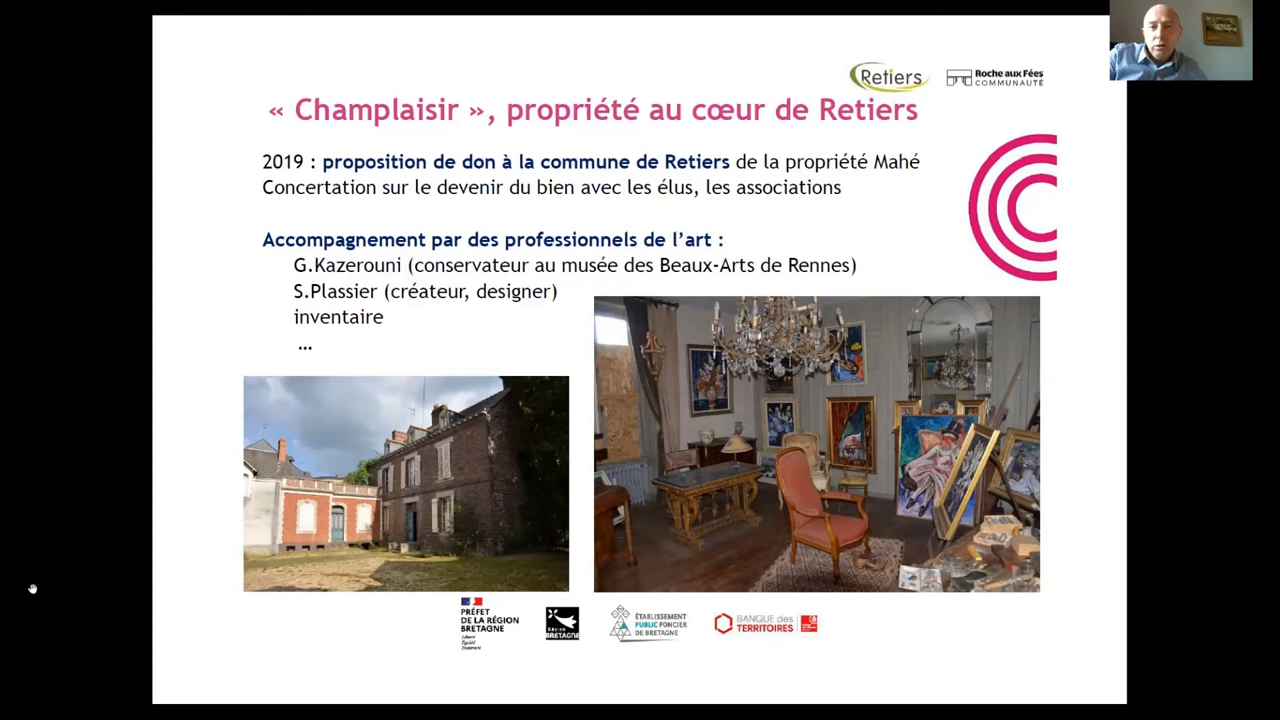 Retiers
Roche aux Fées
COMMUNAUTÉ
« Champlaisir », propriété au cœur de Retiers
2019 : proposition de don à la commune de Retiers de la propriété Mahé
Concertation sur le devenir du bien avec les élus, les associations
Accompagnement par des professionnels de l’art :
G.Kazerouni (conservateur au musée des Beaux-Arts de Rennes)
S.Plassier (créateur, designer)
inventaire
…
PRÉFET
DE LA RÉGION
BRETAGNE
Liberté
Égalité
Fraternité
Région
BRETAGNE
ÉTABLISSEMENT
PUBLIC FONCIER
DE BRETAGNE
BANQUE des
TERRITOIRES